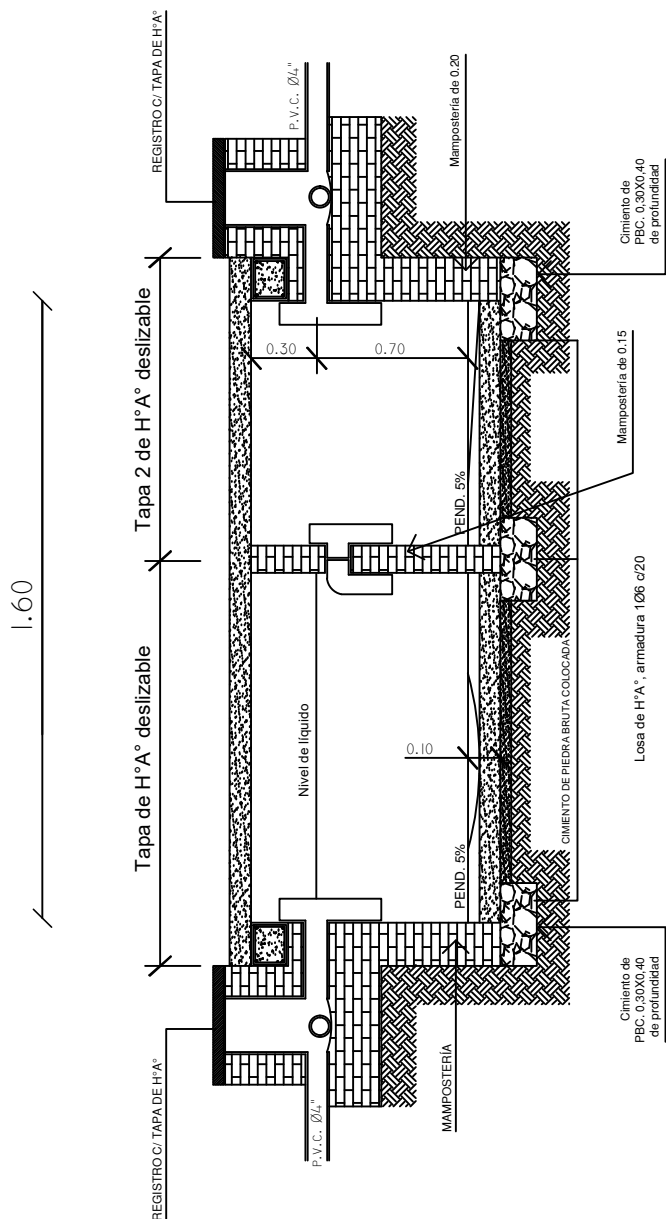 1.60
Tapa de H°A° deslizable
Tapa 2 de H°A° deslizable
REGISTRO C/ TAPA DE H°A°
REGISTRO C/ TAPA DE H°A°
P.V.C. Ø4"
P.V.C. Ø4"
0.30
0.70
Nivel de líquido
PEND. 5%
0.10
PEND. 5%
MAMPOSTERÍA
Mampostería de 0.20
Mampostería de 0.15
CIMIENTO DE PIEDRA BRUTA COLOCADA
Losa de H°A°, armadura 1Ø6 c/20
Cimiento de
PBC. 0,30X0,40
de profundidad
Cimiento de
PBC. 0,30X0,40
de profundidad